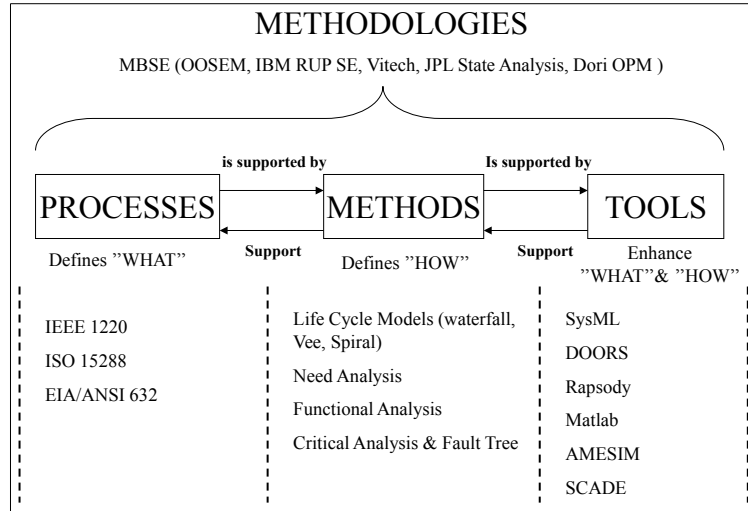 METHODOLOGIES
MBSE (OOSEM, IBM RUP SE, Vitech, JPL State Analysis, Dori OPM )
is supported by
Is supported by
PROCESSES
METHODS
TOOLS
Support
Support
Defines ”WHAT”
Defines ”HOW”
Enhance
”WHAT”& ”HOW”
IEEE 1220
ISO 15288
EIA/ANSI 632
Life Cycle Models (waterfall,
Vee, Spiral)
Need Analysis
Functional Analysis
Critical Analysis & Fault Tree
SysML
DOORS
Rapsody
Matlab
AMESIM
SCADE